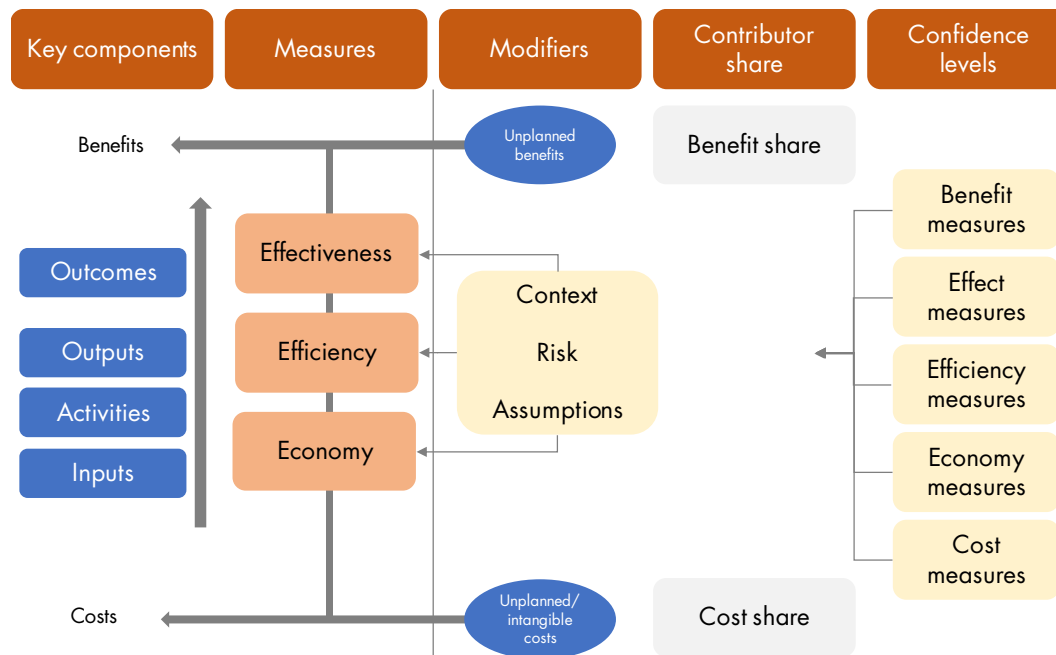 Key components
Measures
Modifiers
Contributor
share
Confidence
levels
Benefits
Unplanned
benefits
Benefit share
Benefit
measures
Effectiveness
Outcomes
Context
Effect
measures
Outputs
Efficiency
Risk
Efficiency
measures
Activities
Assumptions
Inputs
Economy
Economy
measures
Cost
measures
Costs
Unplanned/
intangible
costs
Cost share